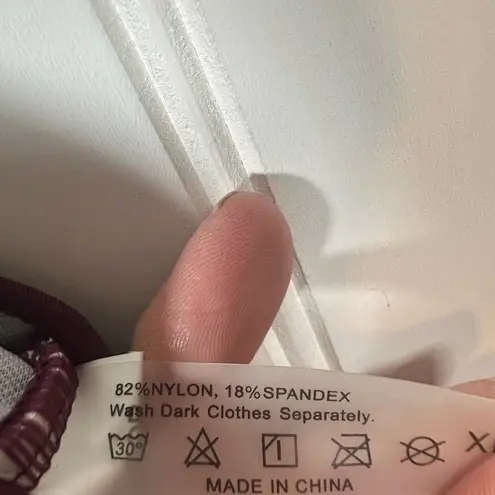 82%NYLON, 18%SPANDEX
Wash Dark Clothes Separately.
30°
MADE IN CHINA